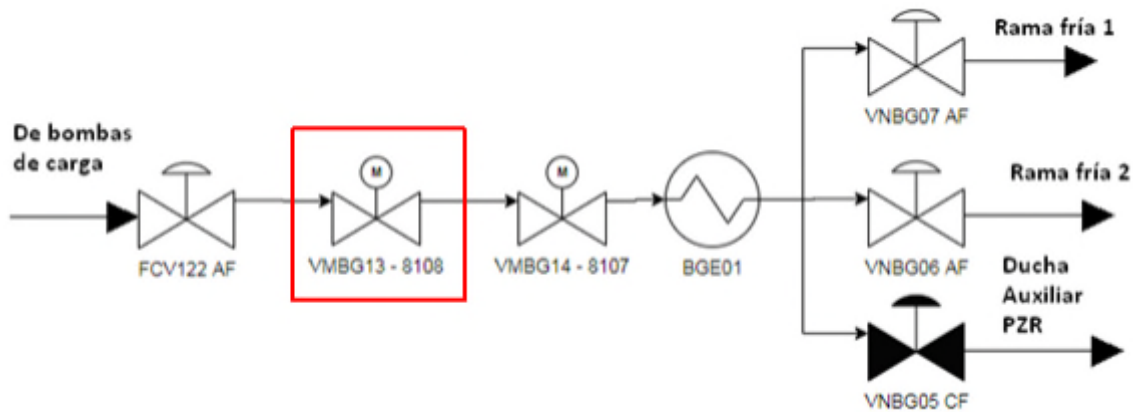 De bombas
de carga
FCV122 AF
M
VMBG13 - 8108
M
VMBG14 - 8107
BGE01
VNBG07 AF
Rama fría 1
VNBG06 AF
Rama fría 2
Ducha
Auxiliar
PZR
VNBG05 CF